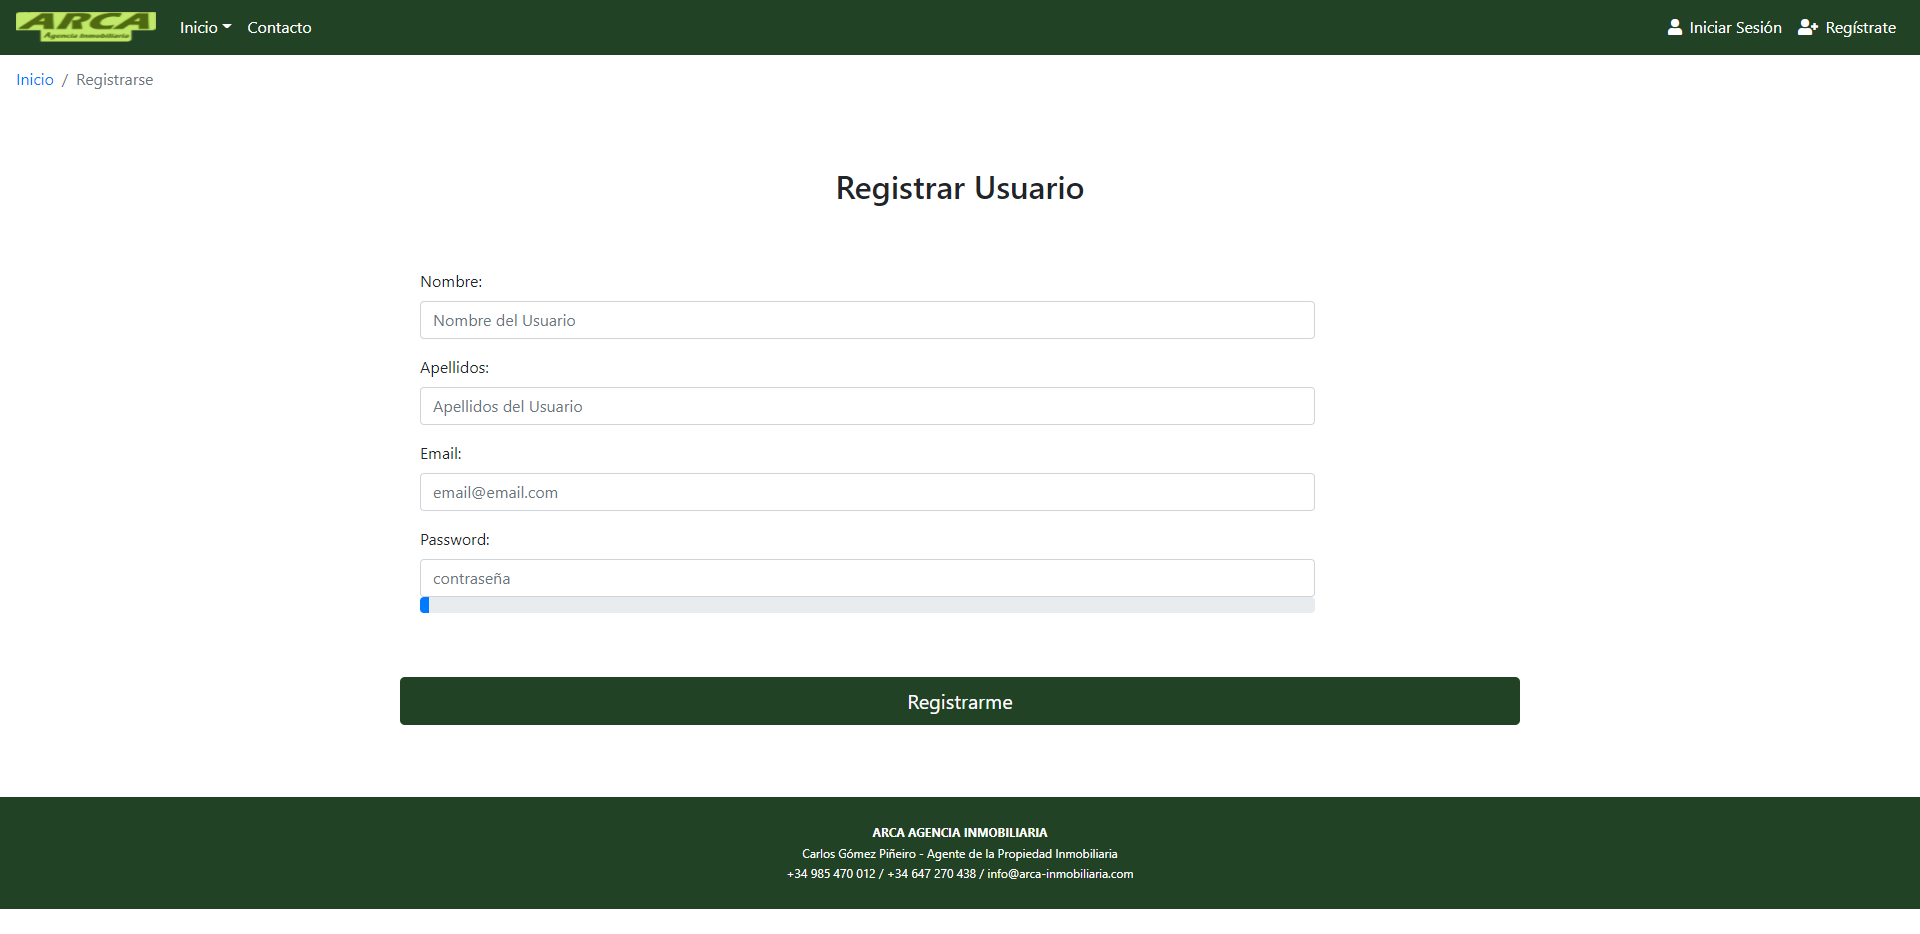 ARCA
Agencia Inmobiliaria
Inicio Contacto Iniciar Sesión Regístrate
Inicio / Registrarse
Registrar Usuario
Nombre:
Nombre del Usuario
Apellidos:
Apellidos del Usuario
Email:
email@email.com
Password:
contraseña
Registrarme
ARCA AGENCIA INMOBILIARIA
Carlos Gómez Piñeiro - Agente de la Propiedad Inmobiliaria
+34 985 470 012 / +34 647 270 438 / info@arca-inmobiliaria.com